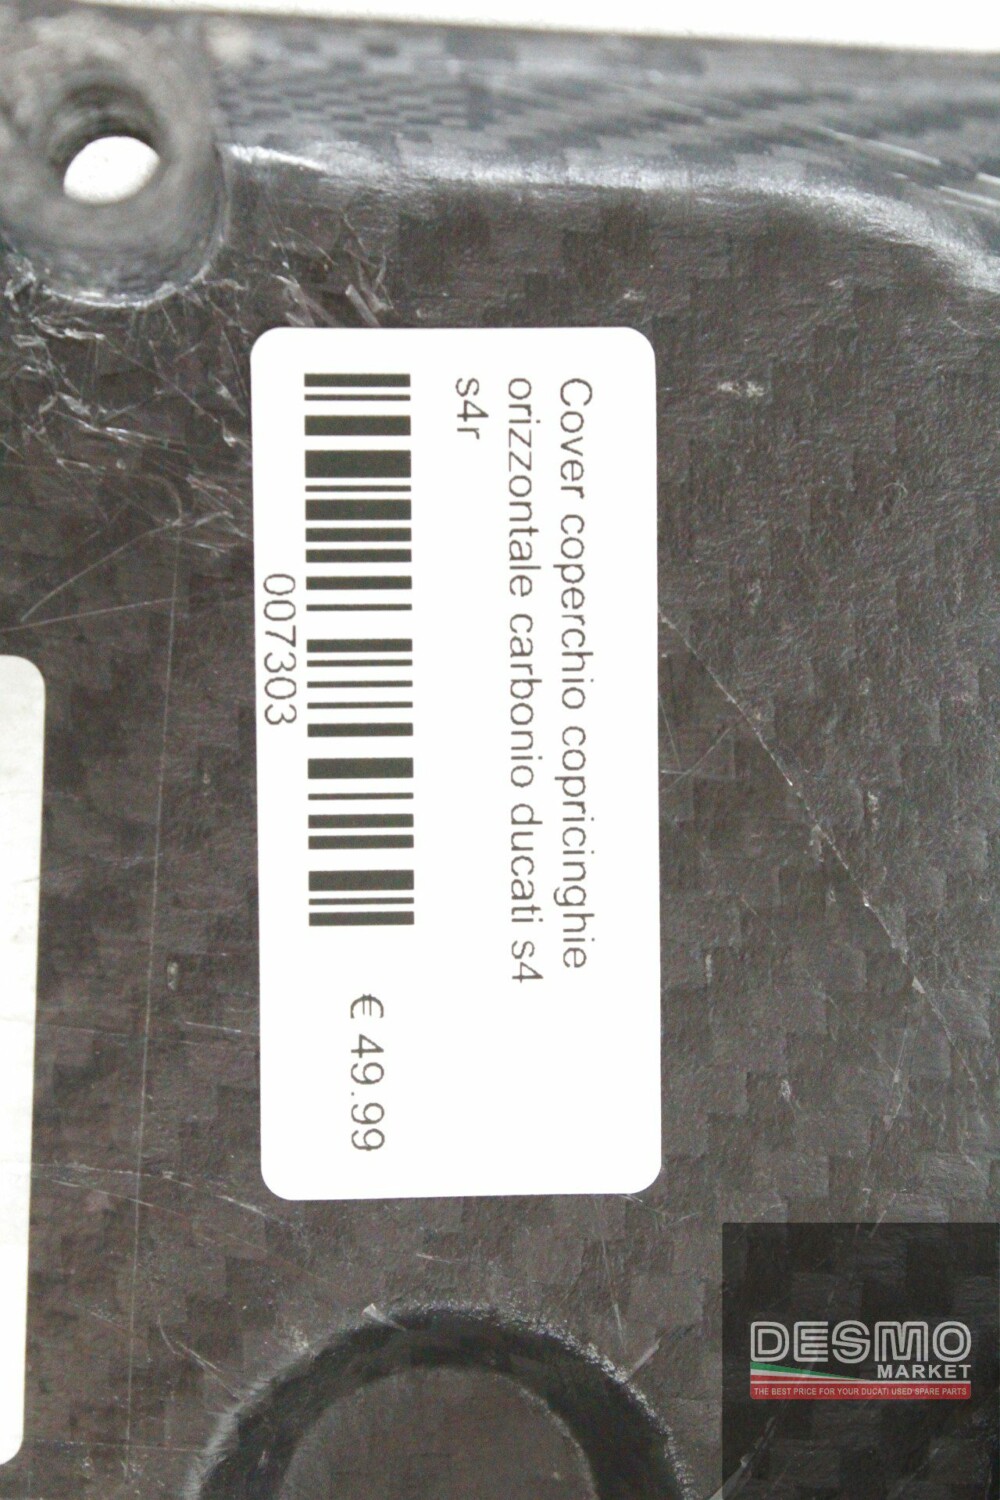 Cover coperchio copricinghie
orizzontale carbonio ducati s4
s4r
007303
€ 49.99
DESMO
MARKET
THE BEST PRICE FOR YOUR DUCATI USED SPARE PARTS